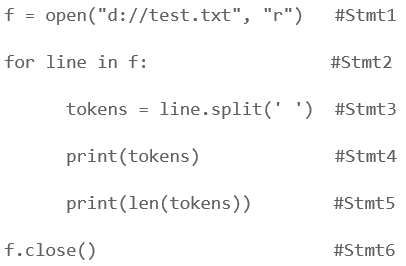 f = open("d://test.txt", "r")   #Stmt1
for line in f:                  #Stmt2
      tokens = line.split(' ')  #Stmt3
      print(tokens)             #Stmt4
      print(len(tokens))        #Stmt5
f.close()                       #Stmt6